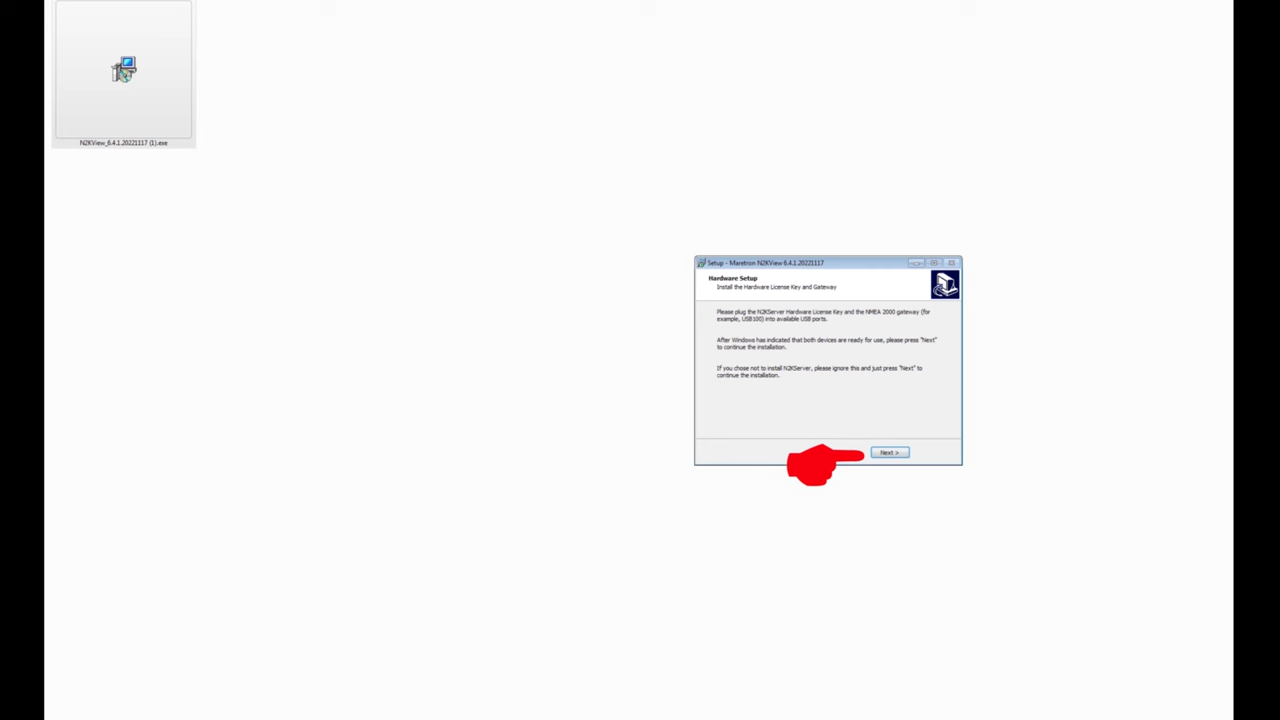 N2KView_6.4.1.20221117 (1).exe
Setup - Maretron N2KView 6.4.1.20221117
Hardware Setup
Install the Hardware License Key and Gateway
Please plug the N2KServer Hardware License Key and the NMEA 2000 gateway (for
example, USB100) into available USB ports.
After Windows has indicated that both devices are ready for use, please press "Next"
to continue the installation.
If you chose not to install N2KServer, please ignore this and just press "Next" to
continue the installation.
Next >